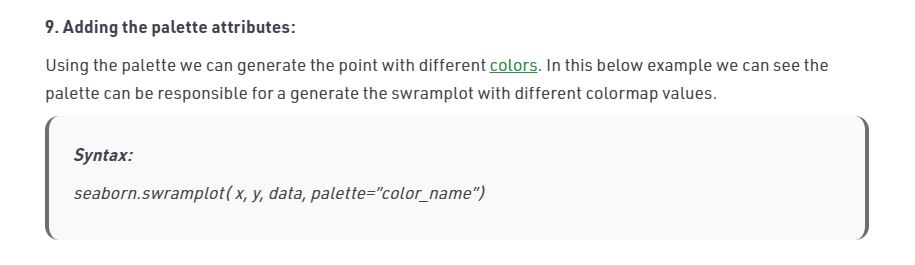 9. Adding the palette attributes:
Using the palette we can generate the point with different colors. In this below example we can see the
palette can be responsible for a generate the swramplot with different colormap values.
Syntax:
seaborn.swramplot( x, y, data, palette="color_name")